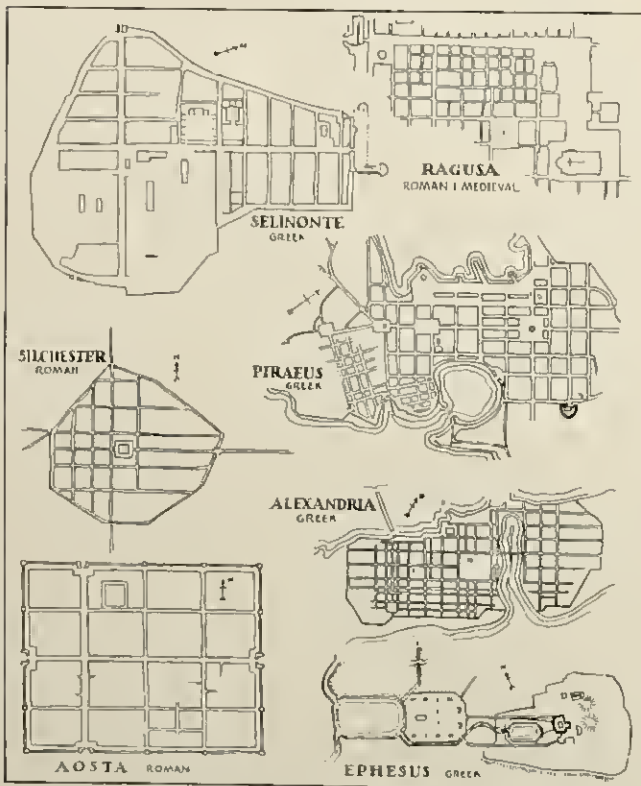 SELINONTE
GREEK
RAGUSA
ROMAN & MEDIEVAL
SILCHESTER
ROMAN
PIRAEUS
GREEK
ALEXANDRIA
GREEK
AOSTA ROMAN
EPHESUS GREEK